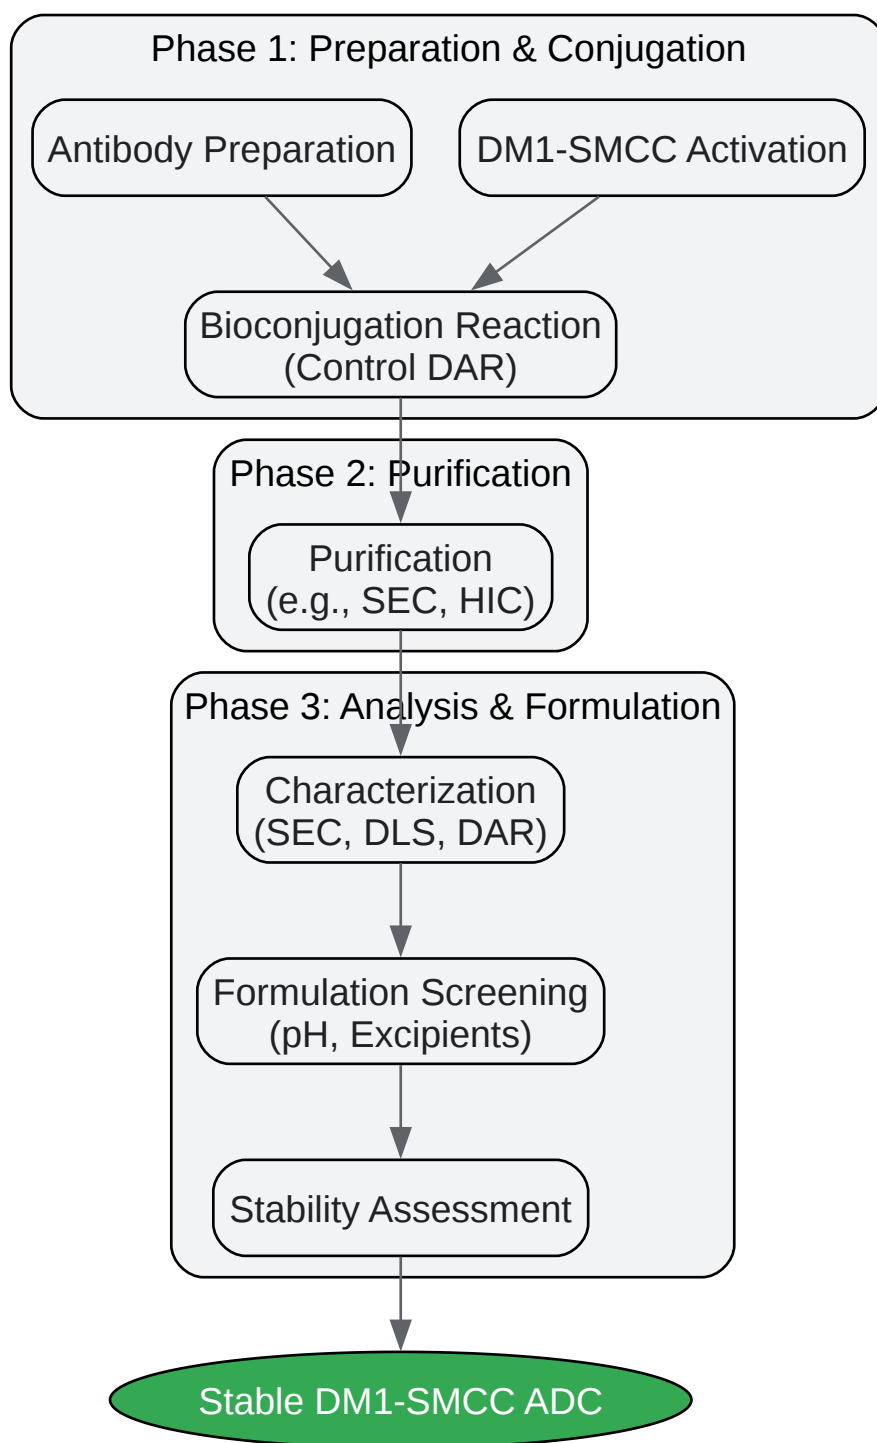 Phase 1: Preparation & Conjugation
Antibody Preparation
DM1-SMCC Activation
Bioconjugation Reaction
(Control DAR)
Phase 2: Purification
Purification
(e.g., SEC, HIC)
Phase 3: Analysis & Formulation
Characterization
(SEC, DLS, DAR)
Formulation Screening
(pH, Excipients)
Stability Assessment
Stable DM1-SMCC ADC